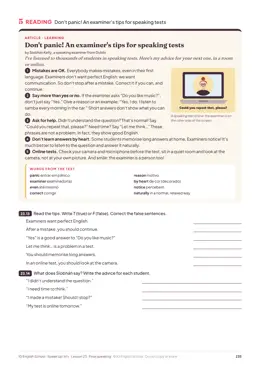 5 READING Don't panic! An examiner's tips for speaking tests
ARTICLE · LEARNING
Don't panic! An examiner's tips for speaking tests
I've listened to thousands of students in speaking tests. Here's my advice for your next one, in a room or online.
1 Mistakes are OK. Everybody makes mistakes, even in their first language. Examiners don't want perfect English; we want communication. So don't stop after a mistake. Correct it if you can, and continue.
2 Say more than yes or no. If the examiner asks "Do you like music?", don't just say "Yes." Give a reason or an example: "Yes, I do. I listen to samba every morning in the car." Short answers don't show what you can do.
3 Ask for help. Didn't understand the question? That's normal! Say "Could you repeat that, please?" Need time? Say "Let me think..." These phrases are not a problem; in fact, they show good English.
4 Don't learn answers by heart. Some students memorise long answers at home. Examiners notice! It's much better to listen to the question and answer it naturally.
5 Online tests. Check your camera and microphone before the test, sit in a quiet room and look at the camera, not at your own picture. And smile: the examiner is a person too!
Could you repeat that, please?
WORDS FROM THE TEXT
panic
examiner
even
correct
reason
by heart
notice
naturally
Read the tips. Write T (true) or F (false). Correct the false sentences.
Examiners want perfect English.
After a mistake, you should continue.
"Yes" is a good answer to "Do you like music?"
Let me think... is a problem in a test.
You should memorise long answers.
In an online test, you should look at the camera.
What does Siobhán say? Write the advice for each student.
"I didn't understand the question."
"I need time to think."
"I made a mistake! Should I stop?"
"My test is online tomorrow."